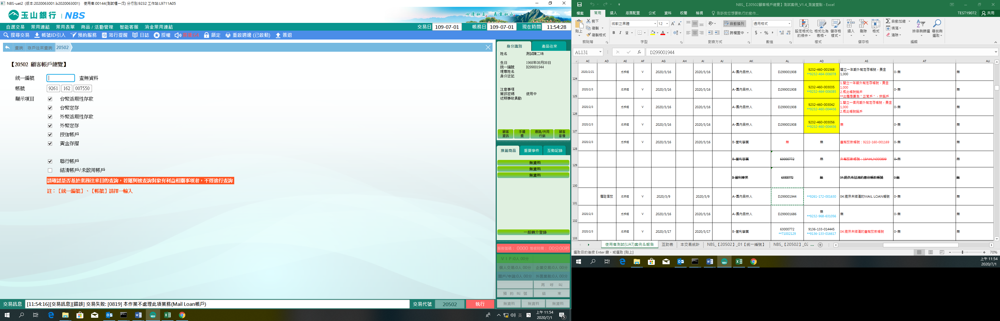 NBS-uat2 (版本:2020063001.b2020063001) 使用者:00144(測試櫃一戊) 分行別:9232 工作站:L9711A05
玉山銀行 | NBS
心清如玉, 義重如山
自選交易 常用連結 常用表單 商品 / 活動管理 智能客服 消金常用連結
交易日 109-07-01 帳務日 109-07-01 現在時間 11:54:28
搜尋交易 帳號ID引入 預約服務 蒞行提醒 日誌 授權 鎖定 重啟週邊 (已啟動) 簽退
查詢 存戶往來查詢 20502
【20502 顧客帳戶總覽】
統一編號 查無資料
帳號 9261 162 007550
顯示項目 台幣活期性存款
台幣定存
外幣活期性存款
外幣定存
授信帳戶
黃金存摺
聯行帳戶
結清帳戶/未啟用帳戶
請確認是否基於業務往來目的查詢，若屬與被查詢對象有利益相關事項者，不得進行查詢
註：【統一編號】、【帳號】請擇一輸入
交易訊息 [11:54:16][交易訊息][錯誤] 交易失敗: [0819] 本作業不處理此項業務(Mail Loan帳戶)
交易代號 20502 執行
身分識別 產品往來
姓名 測試陳二珠
生日 1968年08月08日
統一編號 D299001944
理專姓名
身分註記
注意事項
簡訊密碼 使用中
近期事故異動
顧客資訊 手續費 通路/共同行銷 顧客影像
推薦商品 重要事件 互動記錄
無資料
無資料
無資料
一般轉介登錄
服務號碼： 0000 等候時間： 00分00秒
V I P:0人 00分
個人交易:0人 00分 企業交易:0人 00分
開戶/申請:0人 00分 外匯業務:0人 00分
再 呼 叫
預 約 叫 號 結 束
無資料 無資料 無資料
英
上午 11:54
2020/7/1
NBS_【20502顧客帳戶總覽】測試案例_V1.4_測資盤點 - Excel
檔案 常用 插入 版面配置 公式 資料 校閱 檢視 告訴我您想要執行的動作...
TEST19072 共用
貼上 剪下 複製 複製格式 剪貼簿
微軟正黑體 12 B I U 字型
自動換列 跨欄置中 對齊方式
通用格式 $ % 數值
設定格式化的條件 格式化為表格 儲存格樣式 樣式
插入 刪除 格式 儲存格
自動加總 填滿 清除 排序與篩選 尋找與選取 編輯
AL131 fx D299001944
AC AD AE AF AG AH AI AJ AK AL AQ AS AT AU
124 2020/2/21 V 2020/3/16 2020/3/16 A-國內自然人 D299001908 9232-460-001568 **9232-464-006078 開立一年期外幣定存帳號，美金1,000 0-無 無
125 2020/2/3 V 2020/3/16 2020/3/16 A-國內自然人 D299001908 9232-460-003035 **9232-464-006085 1.開立一年期外幣定存帳號，美金1,000
2.將此帳號銷戶
**此題是要測＂正常戶＂，非銷戶 0-無 無
126 2020/2/3 V 2020/3/16 2020/3/16 A-國內自然人 D299001908 9232-460-003042 **9232-460-004436 1.開立一個月期外幣定存帳號，美金1,000
2.將此帳號銷戶 0-無 無
127 2020/2/3 V 2020/3/16 2020/3/16 A-國內自然人 D299001908 9232-460-003056 **9232-460-004436 無 0-無 無
128 2020/2/3 V 2020/3/16 2020/3/16 B-營利事業 無 無 臺幣放款帳號：9222-160-001169 0-無 無
129 B-營利事業 63000772 無 外幣放款帳號：19AHLN000899 0-無 無
130 B-營利事業 63000772 無 04:提供未結清的應收帳款帳號 0-無 無
131 備註信放 V 2020/3/9 2020/3/9 A-國內自然人 D299001944 **9261-172-001630 04:提供未結清的MAIL LOAN帳號 0-無 無
132 2020/2/3 V 2020/3/16 2020/3/16 A-國內自然人 D299001686 無 **9232-968-631056 無 0-無 無
133 2020/2/3 V 2020/3/17 2020/3/17 B-營利事業 63000772 **71002129 9136-133-014445 **9136-133-016617 04:提供未結清的臺幣放款帳號 0-無 無
使用者測試(UAT)案例&報告 互助表 本交易統計 NBS_【20502】_01【統一編號】 NBS_【20502】_02 ...
選取目的後按 Enter 鍵，或選取 [貼上] 70%
上午 11:54
2020/7/1